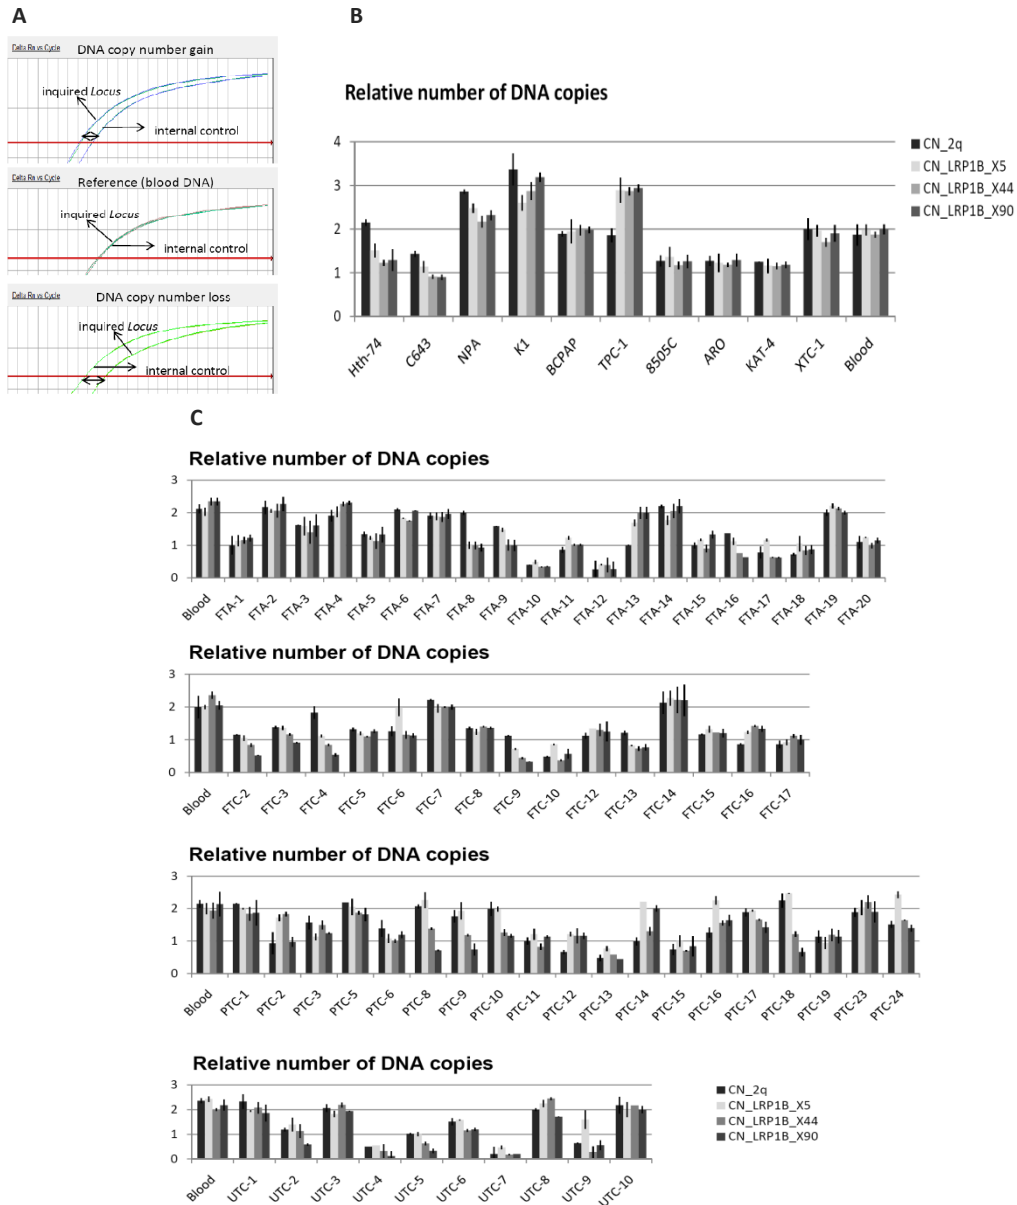 A
Delta Rn vs Cycle
DNA copy number gain
inquired Locus
internal control
Delta Rn vs Cycle
Reference (blood DNA)
inquired Locus
internal control
Delta Rn vs Cycle
DNA copy number loss
inquired Locus
internal control
B
Relative number of DNA copies
4
3
2
1
0
Hth-74
C643
NPA
K1
BCPAP
TPC-1
8505C
ARO
KAT-4
XTC-1
Blood
CN_2q
CN_LRP1B_X5
CN_LRP1B_X44
CN_LRP1B_X90
C
Relative number of DNA copies
3
2
1
0
Blood
FTA-1
FTA-2
FTA-3
FTA-4
FTA-5
FTA-6
FTA-7
FTA-8
FTA-9
FTA-10
FTA-11
FTA-12
FTA-13
FTA-14
FTA-15
FTA-16
FTA-17
FTA-18
FTA-19
FTA-20
Relative number of DNA copies
3
2
1
0
Blood
FTC-2
FTC-3
FTC-4
FTC-5
FTC-6
FTC-7
FTC-8
FTC-9
FTC-10
FTC-12
FTC-13
FTC-14
FTC-15
FTC-16
FTC-17
Relative number of DNA copies
3
2
1
0
Blood
PTC-1
PTC-2
PTC-3
PTC-5
PTC-6
PTC-8
PTC-9
PTC-10
PTC-11
PTC-12
PTC-13
PTC-14
PTC-15
PTC-16
PTC-17
PTC-18
PTC-19
PTC-23
PTC-24
Relative number of DNA copies
3
2
1
0
Blood
UTC-1
UTC-2
UTC-3
UTC-4
UTC-5
UTC-6
UTC-7
UTC-8
UTC-9
UTC-10
CN_2q
CN_LRP1B_X5
CN_LRP1B_X44
CN_LRP1B_X90